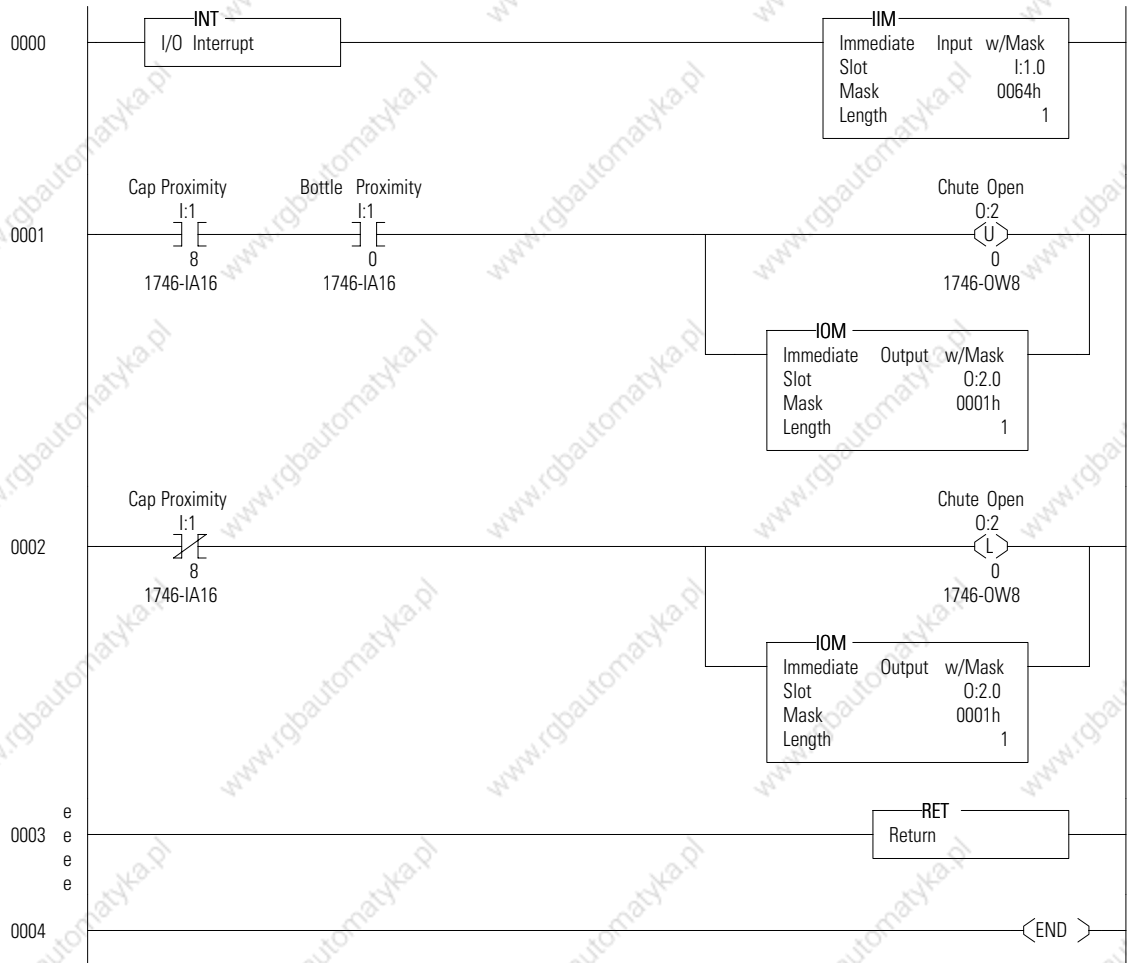 INT
0000 I/O Interrupt
IIM
Immediate Input w/Mask
Slot I:1.0
Mask 0064h
Length 1
Cap Proximity Bottle Proximity Chute Open
I:1 I:1 O:2
0001 U
8 0 0
1746-IA16 1746-IA16 1746-OW8
IOM
Immediate Output w/Mask
Slot O:2.0
Mask 0001h
Length 1
Cap Proximity Chute Open
I:1 O:2
0002 L
8 0
1746-IA16 1746-OW8
IOM
Immediate Output w/Mask
Slot O:2.0
Mask 0001h
Length 1
e
RET
0003 e Return
e
e
0004 END
www.rgbautomatyka.pl